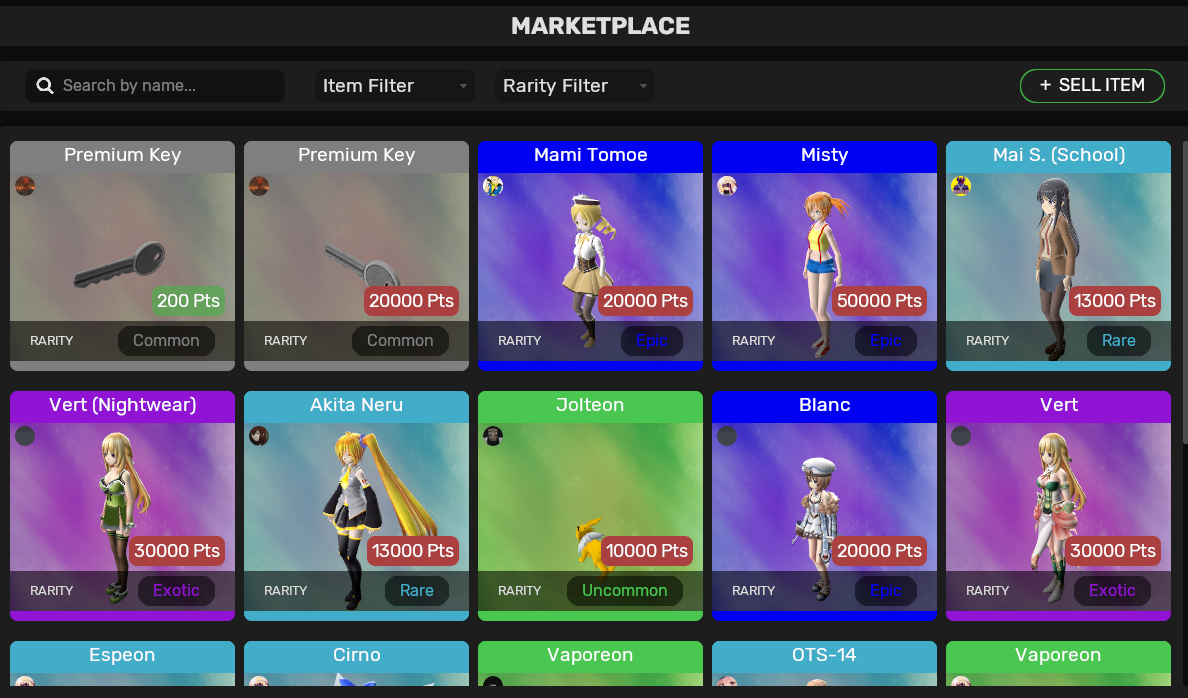 MARKETPLACE
Search by name... Item Filter Rarity Filter + SELL ITEM
Premium Key Premium Key Mami Tomoe Misty Mai S. (School)
200 Pts 20000 Pts 20000 Pts 50000 Pts 13000 Pts
RARITY Common RARITY Common RARITY Epic RARITY Epic RARITY Rare
Vert (Nightwear) Akita Neru Jolteon Blanc Vert
30000 Pts 13000 Pts 10000 Pts 20000 Pts 30000 Pts
RARITY Exotic RARITY Rare RARITY Uncommon RARITY Epic RARITY Exotic
Espeon Cirno Vaporeon OTS-14 Vaporeon